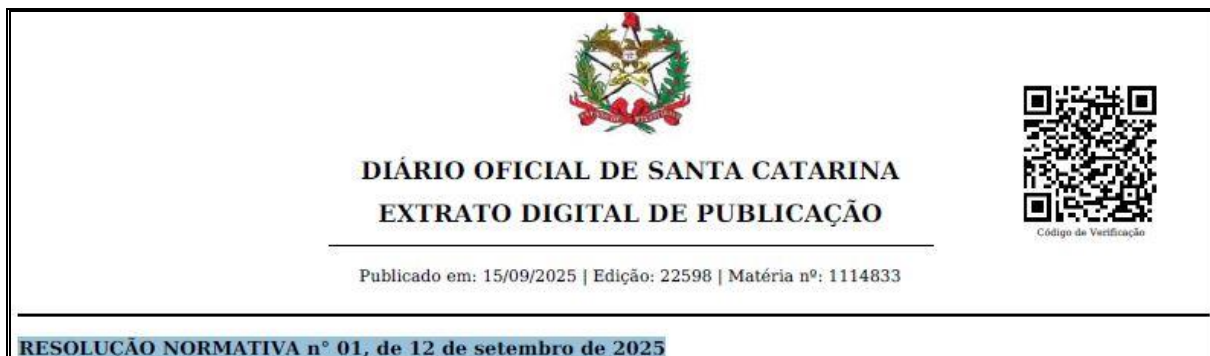 DIÁRIO OFICIAL DE SANTA CATARINA
EXTRATO DIGITAL DE PUBLICAÇÃO
Código de Verificação
Publicado em: 15/09/2025 | Edição: 22598 | Matéria nº: 1114833
RESOLUÇÃO NORMATIVA n° 01, de 12 de setembro de 2025